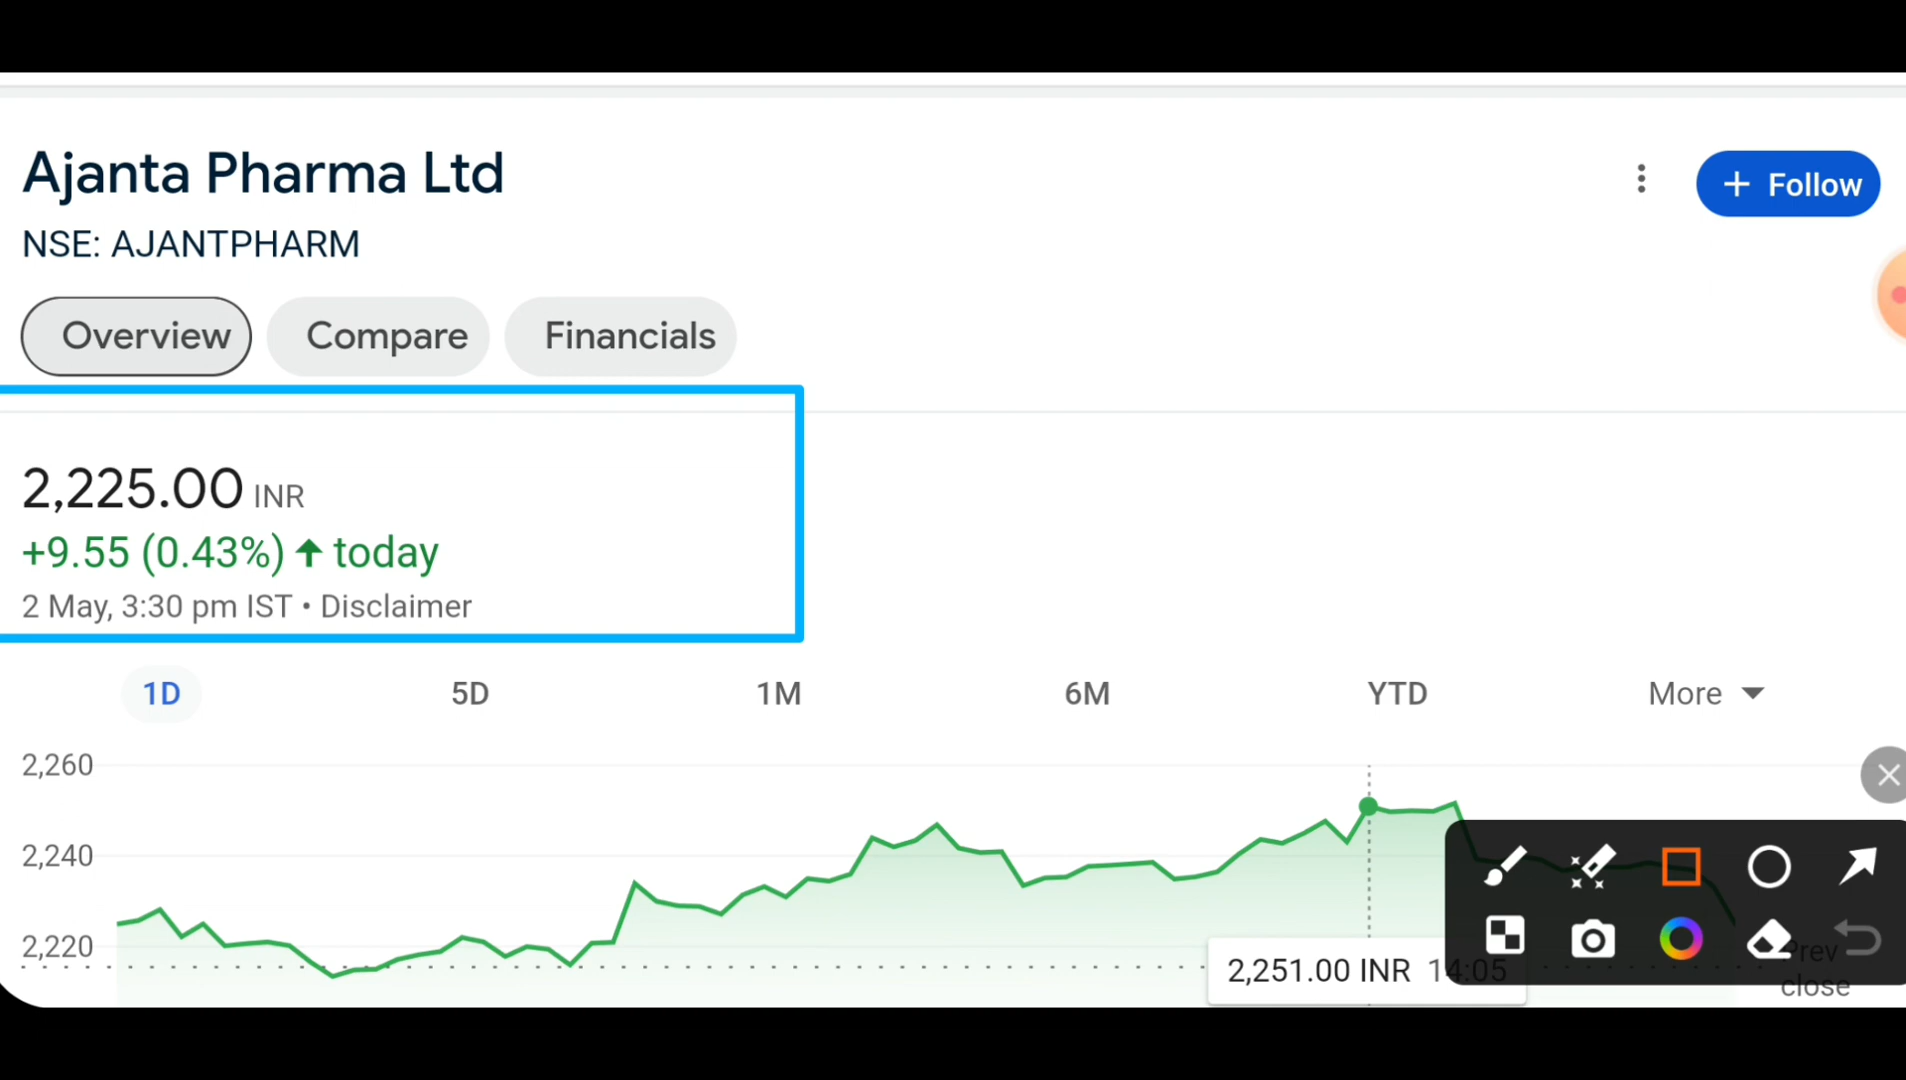 Ajanta Pharma Ltd
+ Follow
NSE: AJANTPHARM
Overview
Compare
Financials
2,225.00 INR
+9.55 (0.43%) ↑ today
2 May, 3:30 pm IST • Disclaimer
1D
5D
1M
6M
YTD
More
2,260
2,240
2,220
2,251.00 INR 14:05
Prev
close